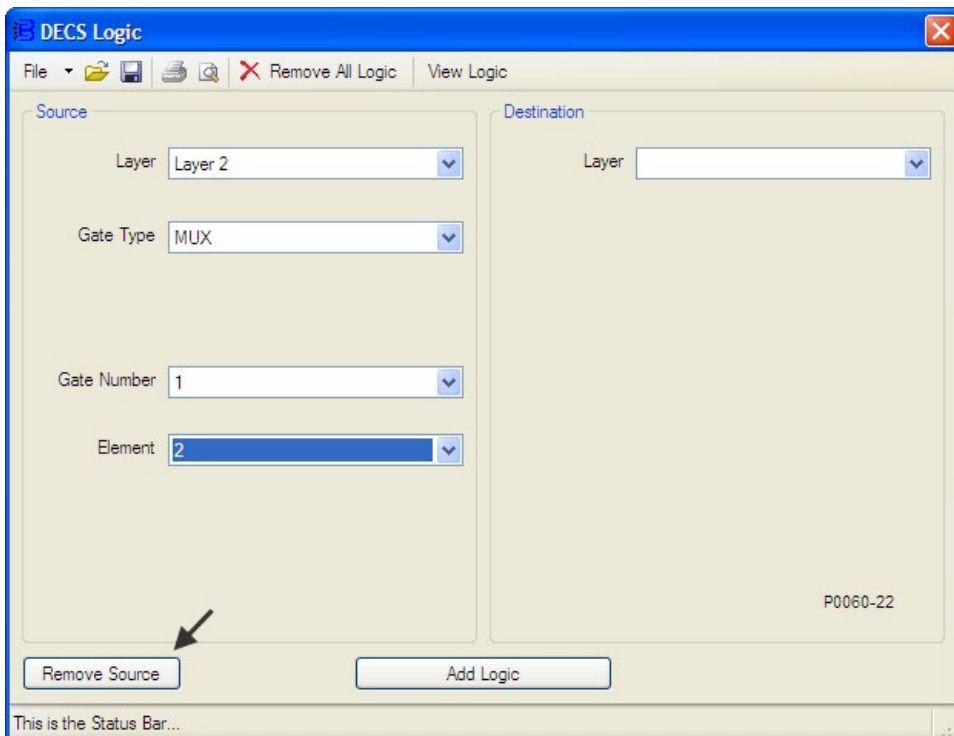 DECS Logic
File Remove All Logic View Logic
Source Destination
Layer Layer 2 Layer
Gate Type MUX
Gate Number 1
Element 2
P0060-22
Remove Source Add Logic
This is the Status Bar...